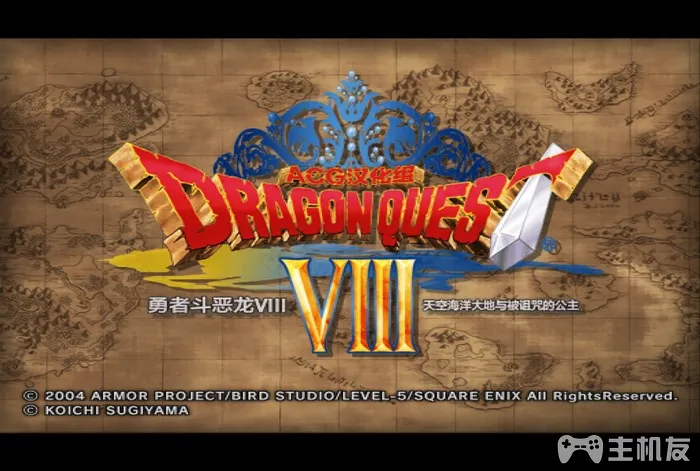 ACG汉化组
DRAGON QUEST
®
VIII
勇者斗恶龙VIII
天空海洋大地与被诅咒的公主
© 2004 ARMOR PROJECT/BIRD STUDIO/LEVEL-5/SQUARE ENIX All RightsReserved.
© KOICHI SUGIYAMA
主机友